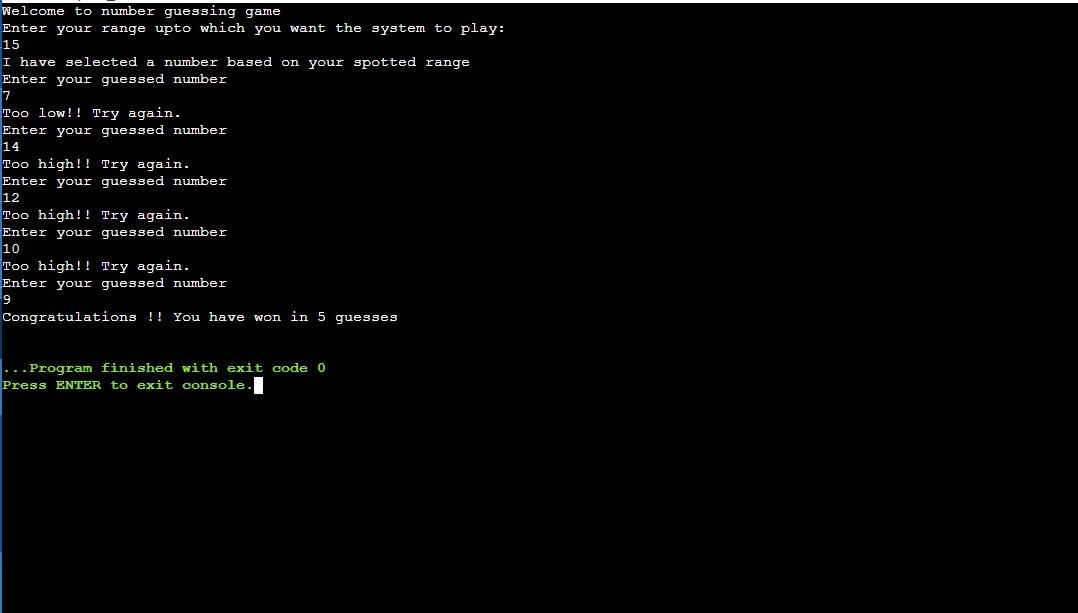 Welcome to number guessing game
Enter your range upto which you want the system to play:
15
I have selected a number based on your spotted range
Enter your guessed number
7
Too low!! Try again.
Enter your guessed number
14
Too high!! Try again.
Enter your guessed number
12
Too high!! Try again.
Enter your guessed number
10
Too high!! Try again.
Enter your guessed number
9
Congratulations !! You have won in 5 guesses
...Program finished with exit code 0
Press ENTER to exit console.